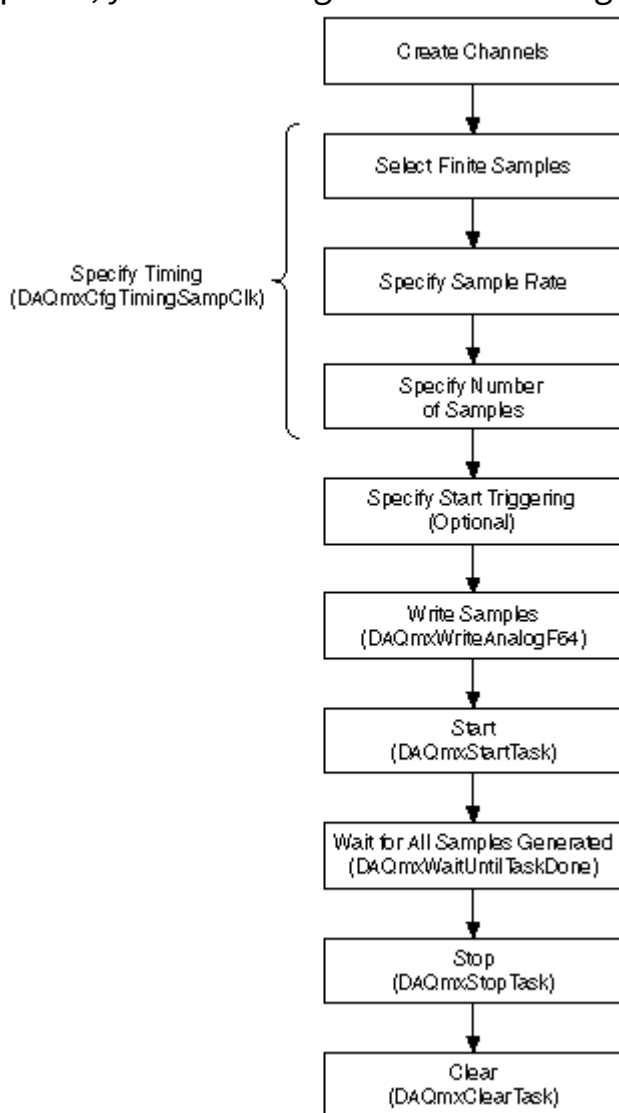 Create Channels
Select Finite Samples
Specify Timing
(DAQmxCfgTimingSampClk)
Specify Sample Rate
Specify Number
of Samples
Specify Start Triggering
(Optional)
Write Samples
(DAQmxWriteAnalogF64)
Start
(DAQmxStartTask)
Wait for All Samples Generated
(DAQmxWaitUntilTaskDone)
Stop
(DAQmxStopTask)
Clear
(DAQmxClearTask)